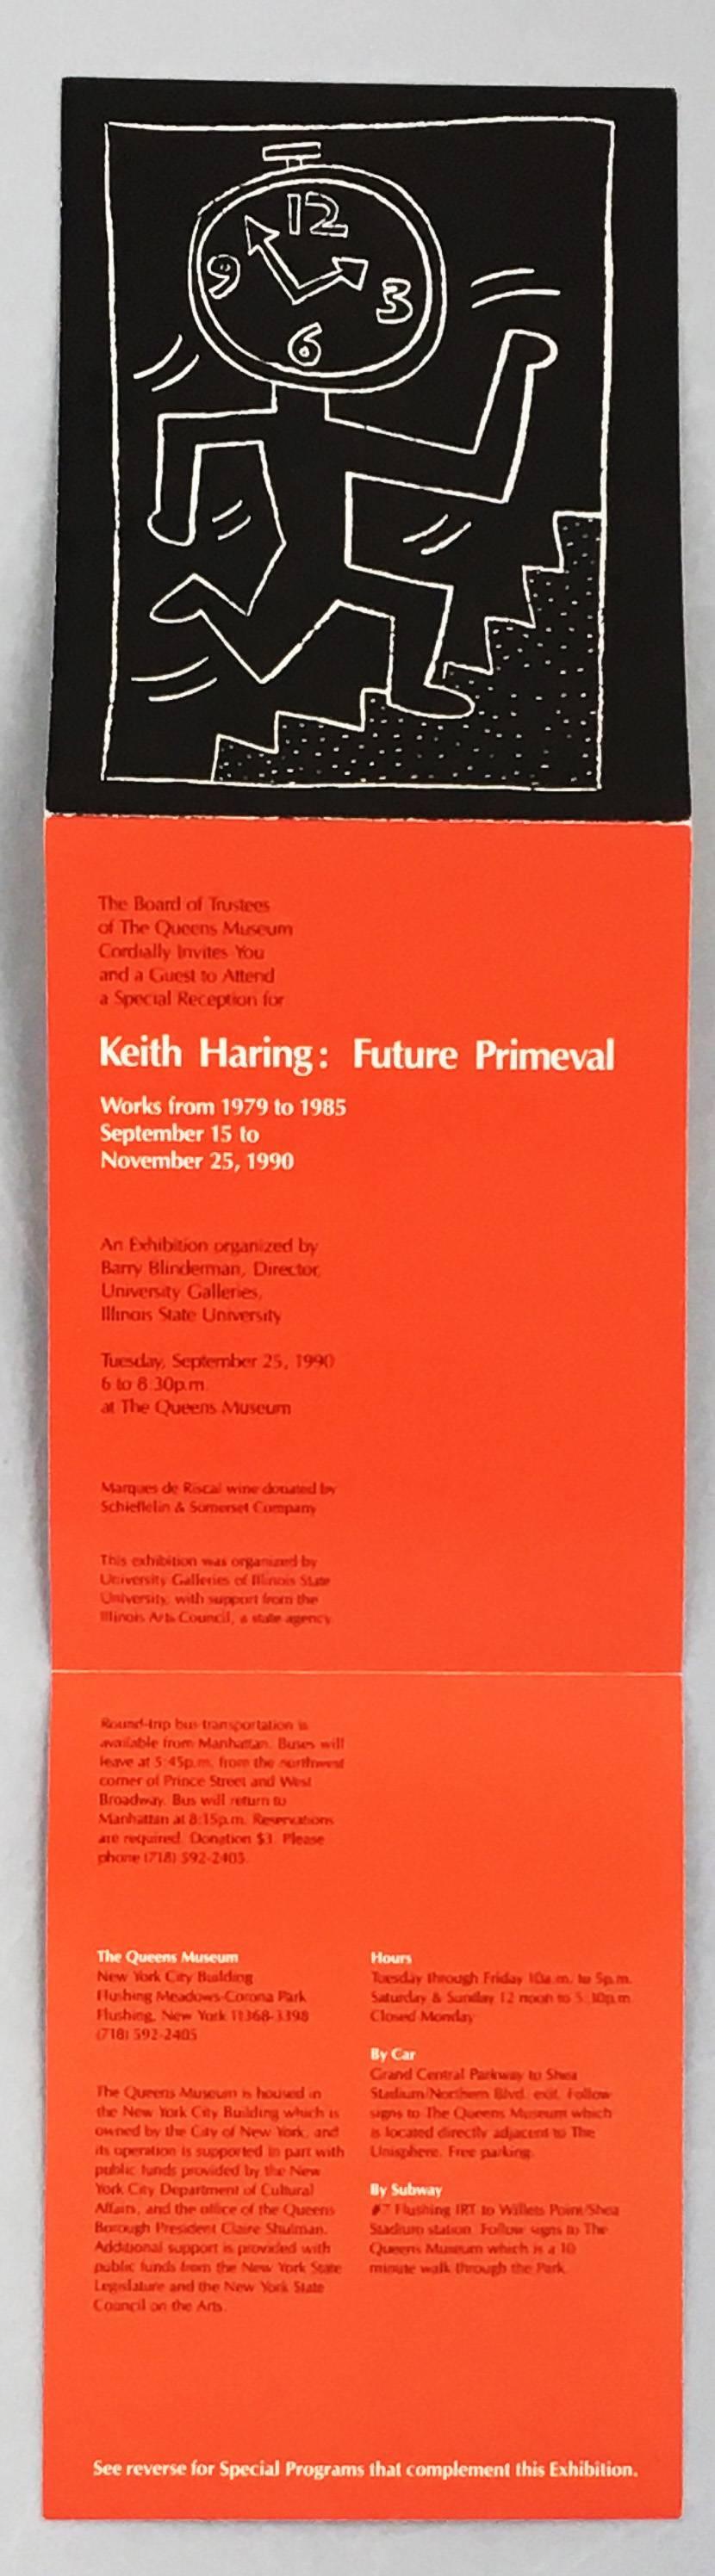 12
9
3
6
The Board of Trustees
of The Queens Museum
Cordially Invites You
and a Guest to Attend
a Special Reception for
Keith Haring: Future Primeval
Works from 1979 to 1985
September 15 to
November 25, 1990
An Exhibition organized by
Barry Blinderman, Director,
University Galleries,
Illinois State University
Tuesday, September 25, 1990
6 to 8:30p.m.
at The Queens Museum
Marques de Riscal wine donated by
Schieffelin & Somerset Company
This exhibition was organized by
University Galleries of Illinois State
University, with support from the
Illinois Arts Council, a state agency.
Round-trip bus transportation is
available from Manhattan. Buses will
leave at 5:45p.m. from the northwest
corner of Prince Street and West
Broadway. Bus will return to
Manhattan at 8:15p.m. Reservations
are required. Donation $3. Please
phone (718) 592-2405.
The Queens Museum
New York City Building
Flushing Meadows-Corona Park
Flushing, New York 11368-3398
(718) 592-2405
The Queens Museum is housed in
the New York City Building which is
owned by the City of New York, and
its operation is supported in part with
public funds provided by the New
York City Department of Cultural
Affairs, and the office of the Queens
Borough President Claire Shulman.
Additional support is provided with
public funds from the New York State
Legislature and the New York State
Council on the Arts.
Hours
Tuesday through Friday 10a.m. to 5p.m.
Saturday & Sunday 12 noon to 5:30p.m.
Closed Monday
By Car
Grand Central Parkway to Shea
Stadium/Northern Blvd. exit. Follow
signs to The Queens Museum which
is located directly adjacent to The
Unisphere. Free parking.
By Subway
#7 Flushing IRT to Willets Point/Shea
Stadium station. Follow signs to The
Queens Museum which is a 10
minute walk through the Park.
See reverse for Special Programs that complement this Exhibition.